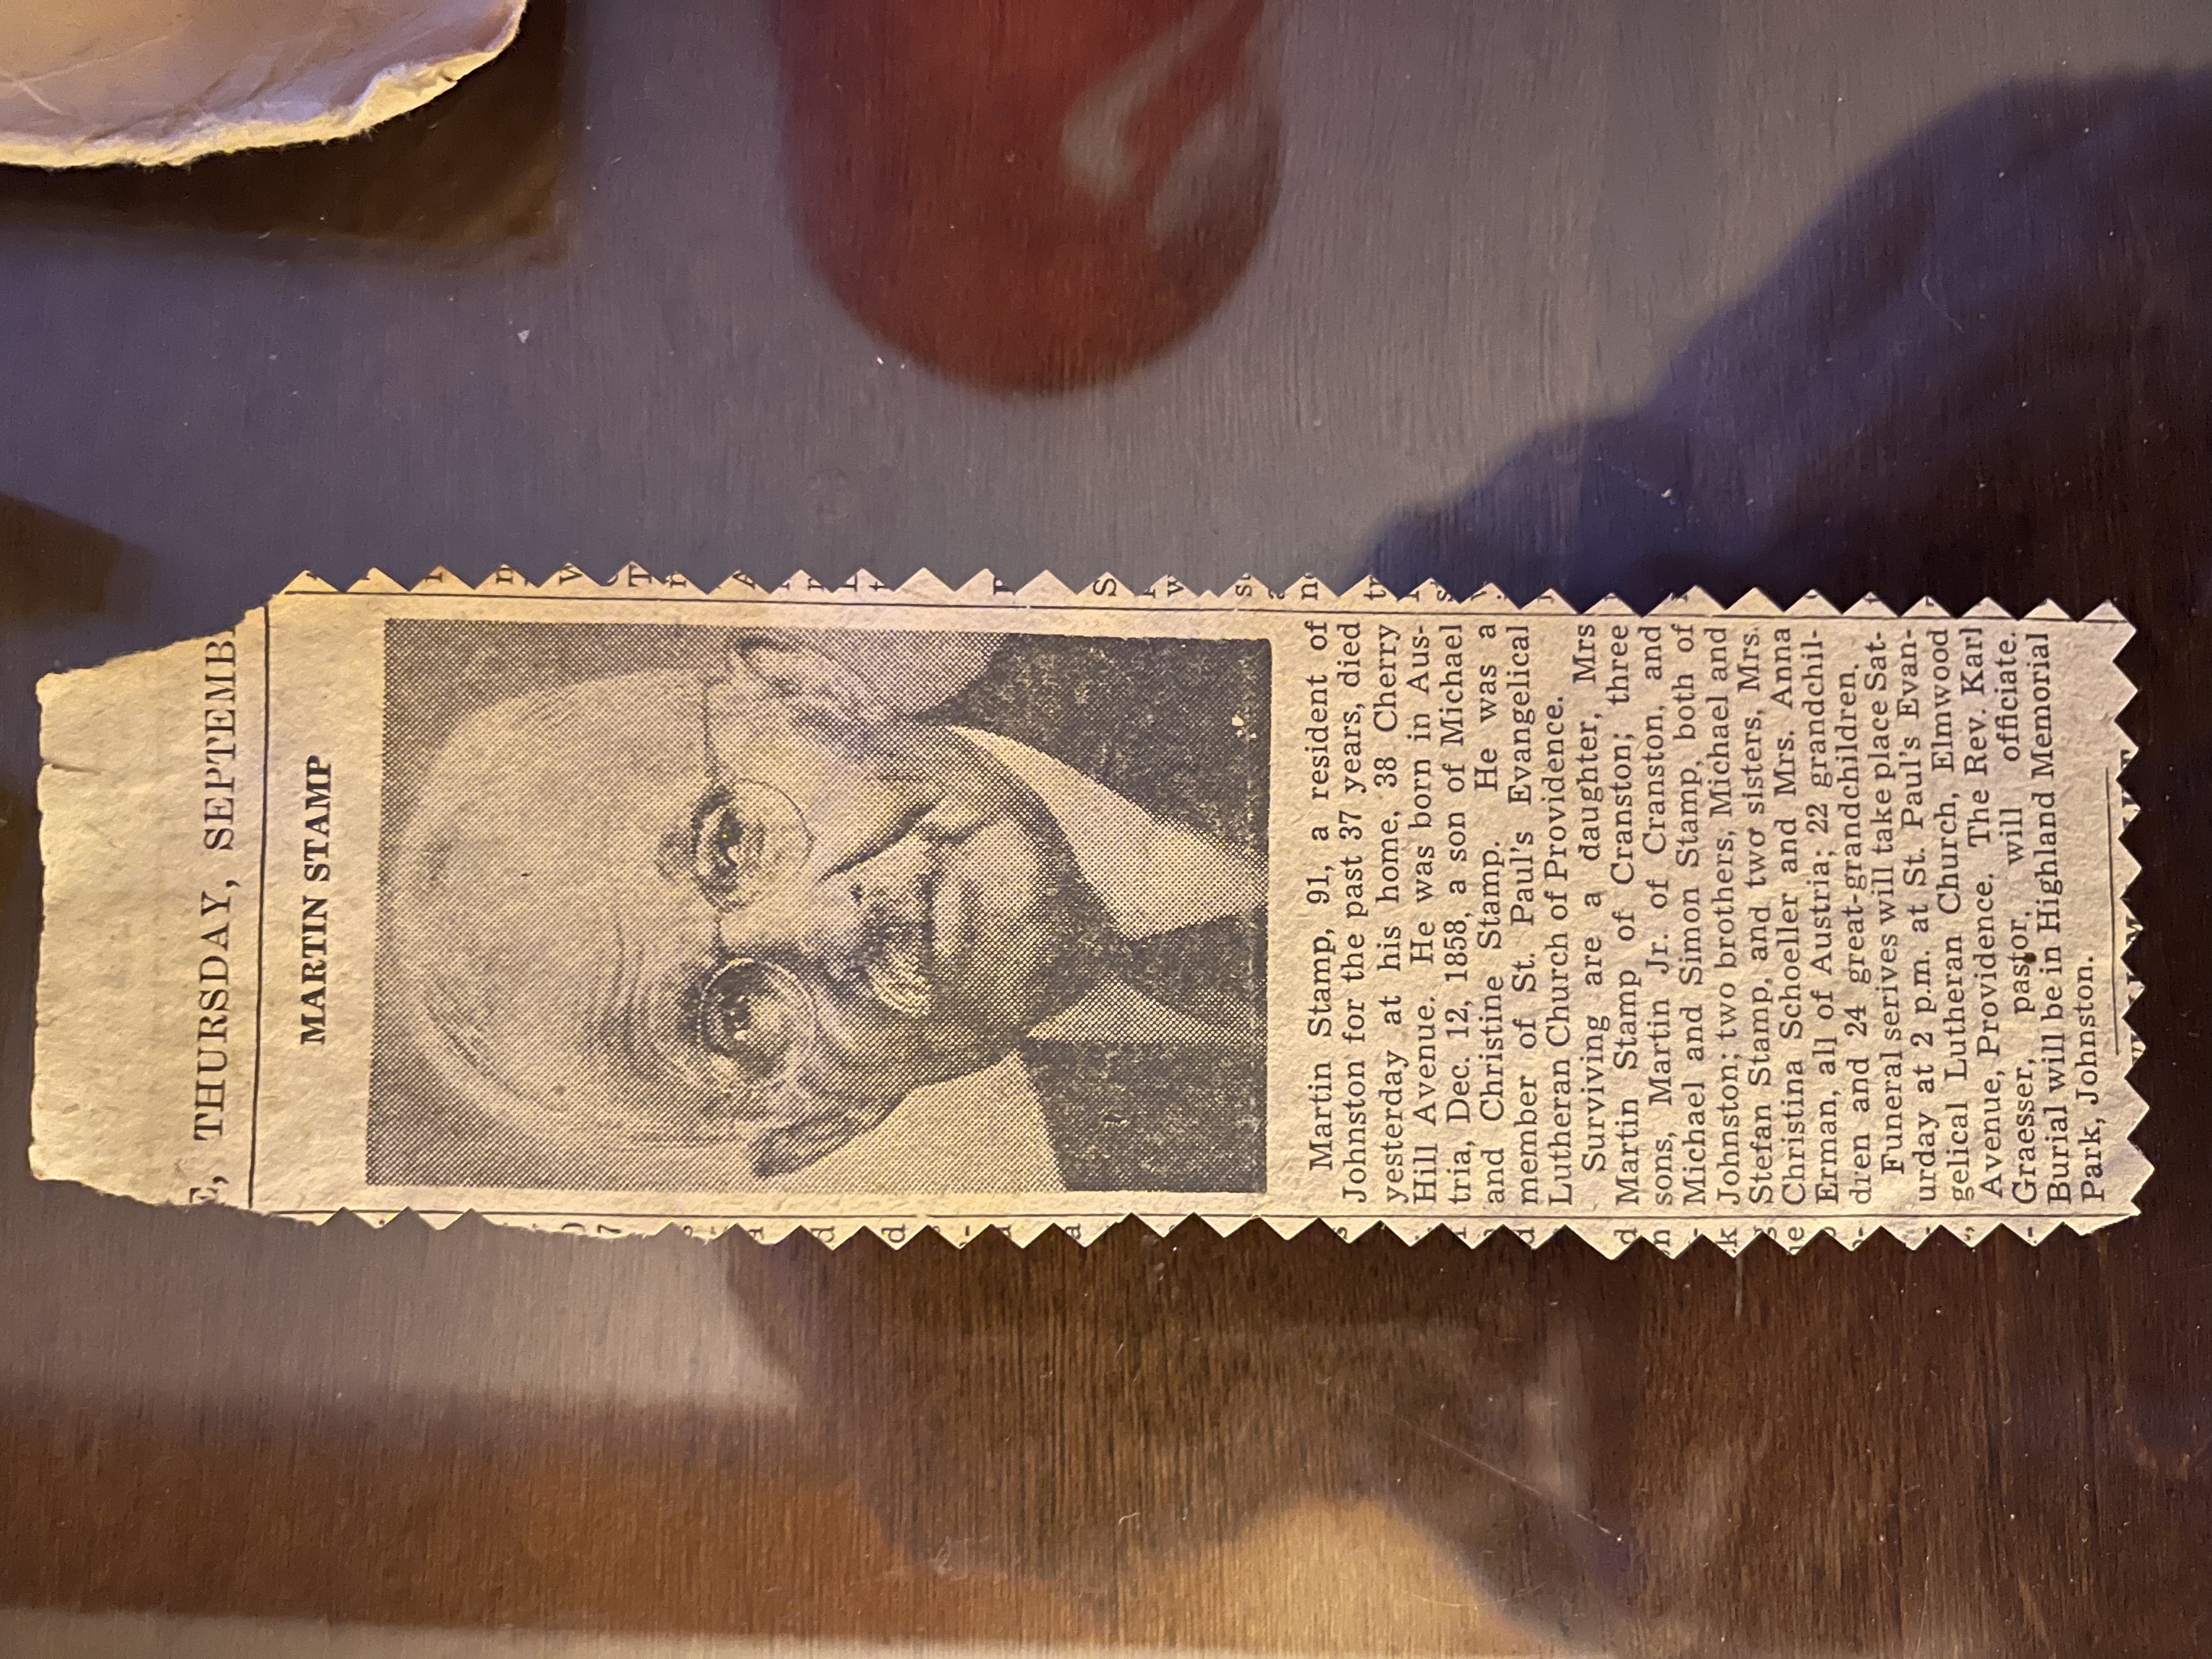 E, THURSDAY, SEPTEMB
MARTIN STAMP
Martin Stamp, 91, a resident of
Johnston for the past 37 years, died
yesterday at his home, 38 Cherry
Hill Avenue. He was born in Aus-
tria, Dec. 12, 1858, a son of Michael
and Christine Stamp. He was a
member of St. Paul's Evangelical
Lutheran Church of Providence.
Surviving are a daughter, Mrs
Martin Stamp of Cranston; three
sons, Martin Jr. of Cranston, and
Michael and Simon Stamp, both of
Johnston; two brothers, Michael and
Stefan Stamp, and two sisters, Mrs.
Christina Schoeller and Mrs. Anna
Erman, all of Austria; 22 grandchil-
dren and 24 great-grandchildren.
Funeral serives will take place Sat-
urday at 2 p.m. at St. Paul's Evan-
gelical Lutheran Church, Elmwood
Avenue, Providence. The Rev. Karl
Graesser, pastor, will officiate.
Burial will be in Highland Memorial
Park, Johnston.